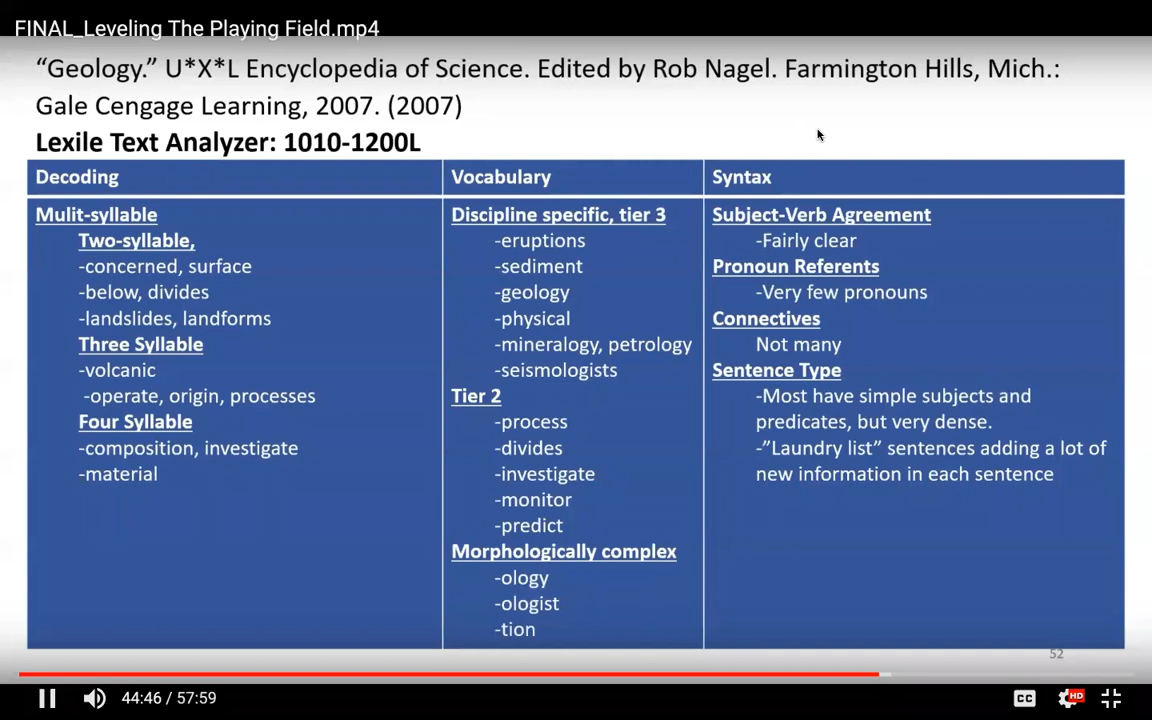 FINAL_Leveling The Playing Field.mp4
“Geology.” U*X*L Encyclopedia of Science. Edited by Rob Nagel. Farmington Hills, Mich.:
Gale Cengage Learning, 2007. (2007)
Lexile Text Analyzer: 1010-1200L
Decoding
Mulit-syllable
Two-syllable,
-concerned, surface
-below, divides
-landslides, landforms
Three Syllable
-volcanic
-operate, origin, processes
Four Syllable
-composition, investigate
-material
Vocabulary
Discipline specific, tier 3
-eruptions
-sediment
-geology
-physical
-mineralogy, petrology
-seismologists
Tier 2
-process
-divides
-investigate
-monitor
-predict
Morphologically complex
-ology
-ologist
-tion
Syntax
Subject-Verb Agreement
-Fairly clear
Pronoun Referents
-Very few pronouns
Connectives
Not many
Sentence Type
-Most have simple subjects and
predicates, but very dense.
-”Laundry list” sentences adding a lot of
new information in each sentence
52
44:46 / 57:59
CC
HD